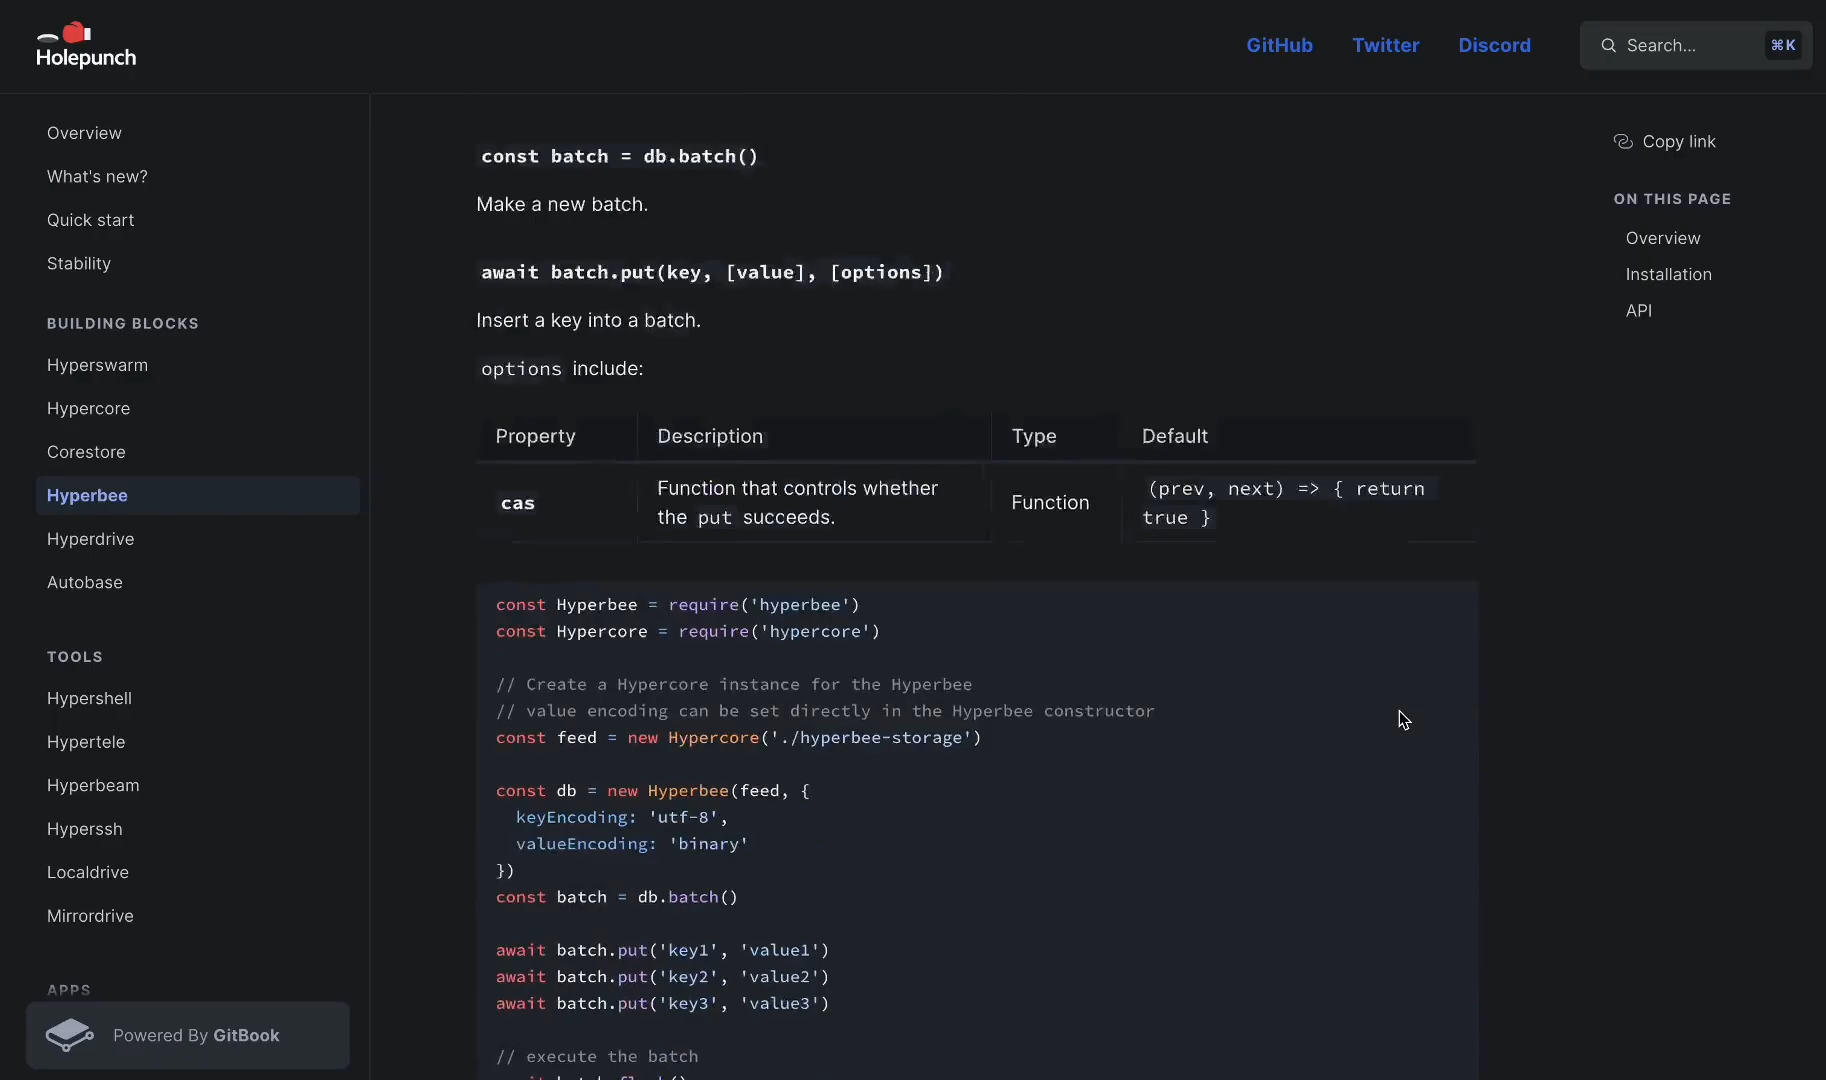 Holepunch
GitHub
Twitter
Discord
Search...
⌘K
Overview
What's new?
Quick start
Stability
BUILDING BLOCKS
Hyperswarm
Hypercore
Corestore
Hyperbee
Hyperdrive
Autobase
TOOLS
Hypershell
Hypertele
Hyperbeam
Hyperssh
Localdrive
Mirrordrive
APPS
Powered By GitBook
const batch = db.batch()
Make a new batch.
await batch.put(key, [value], [options])
Insert a key into a batch.
options include:
Property Description Type Default
cas
Function that controls whether
the put succeeds.
Function
(prev, next) => { return
true }
const Hyperbee = require('hyperbee')
const Hypercore = require('hypercore')
// Create a Hypercore instance for the Hyperbee
// value encoding can be set directly in the Hyperbee constructor
const feed = new Hypercore('./hyperbee-storage')
const db = new Hyperbee(feed, {
keyEncoding: 'utf-8',
valueEncoding: 'binary'
})
const batch = db.batch()
await batch.put('key1', 'value1')
await batch.put('key2', 'value2')
await batch.put('key3', 'value3')
// execute the batch
Copy link
ON THIS PAGE
Overview
Installation
API